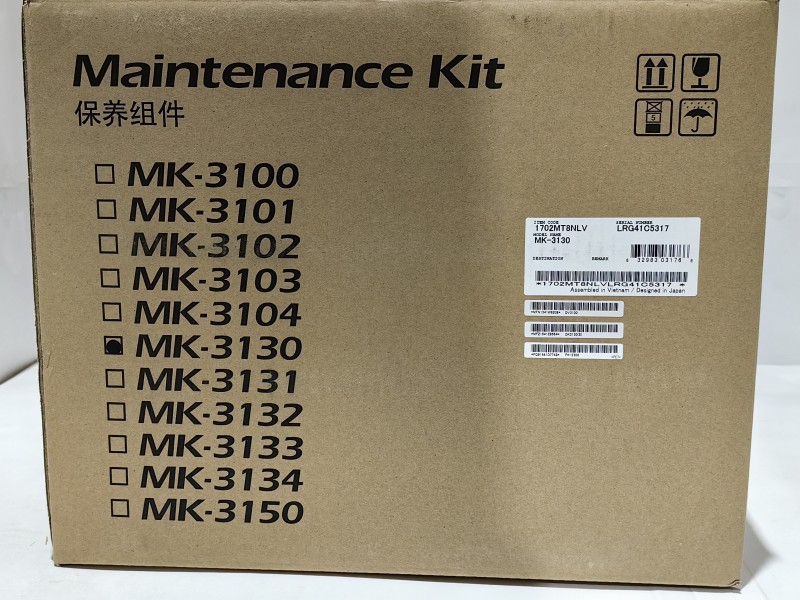 Maintenance Kit
保养组件
5
MK-3100
MK-3101
MK-3102
MK-3103
MK-3104
MK-3130
MK-3131
MK-3132
MK-3133
MK-3134
MK-3150
ITEM CODE SERIAL NUMBER
1702MT8NLV LRG41C5317
MODEL NAME
MK-3130
DESTINATION REMARK
*1702MT8NLVLRG41C5317*
Assembled in Vietnam / Designed in Japan